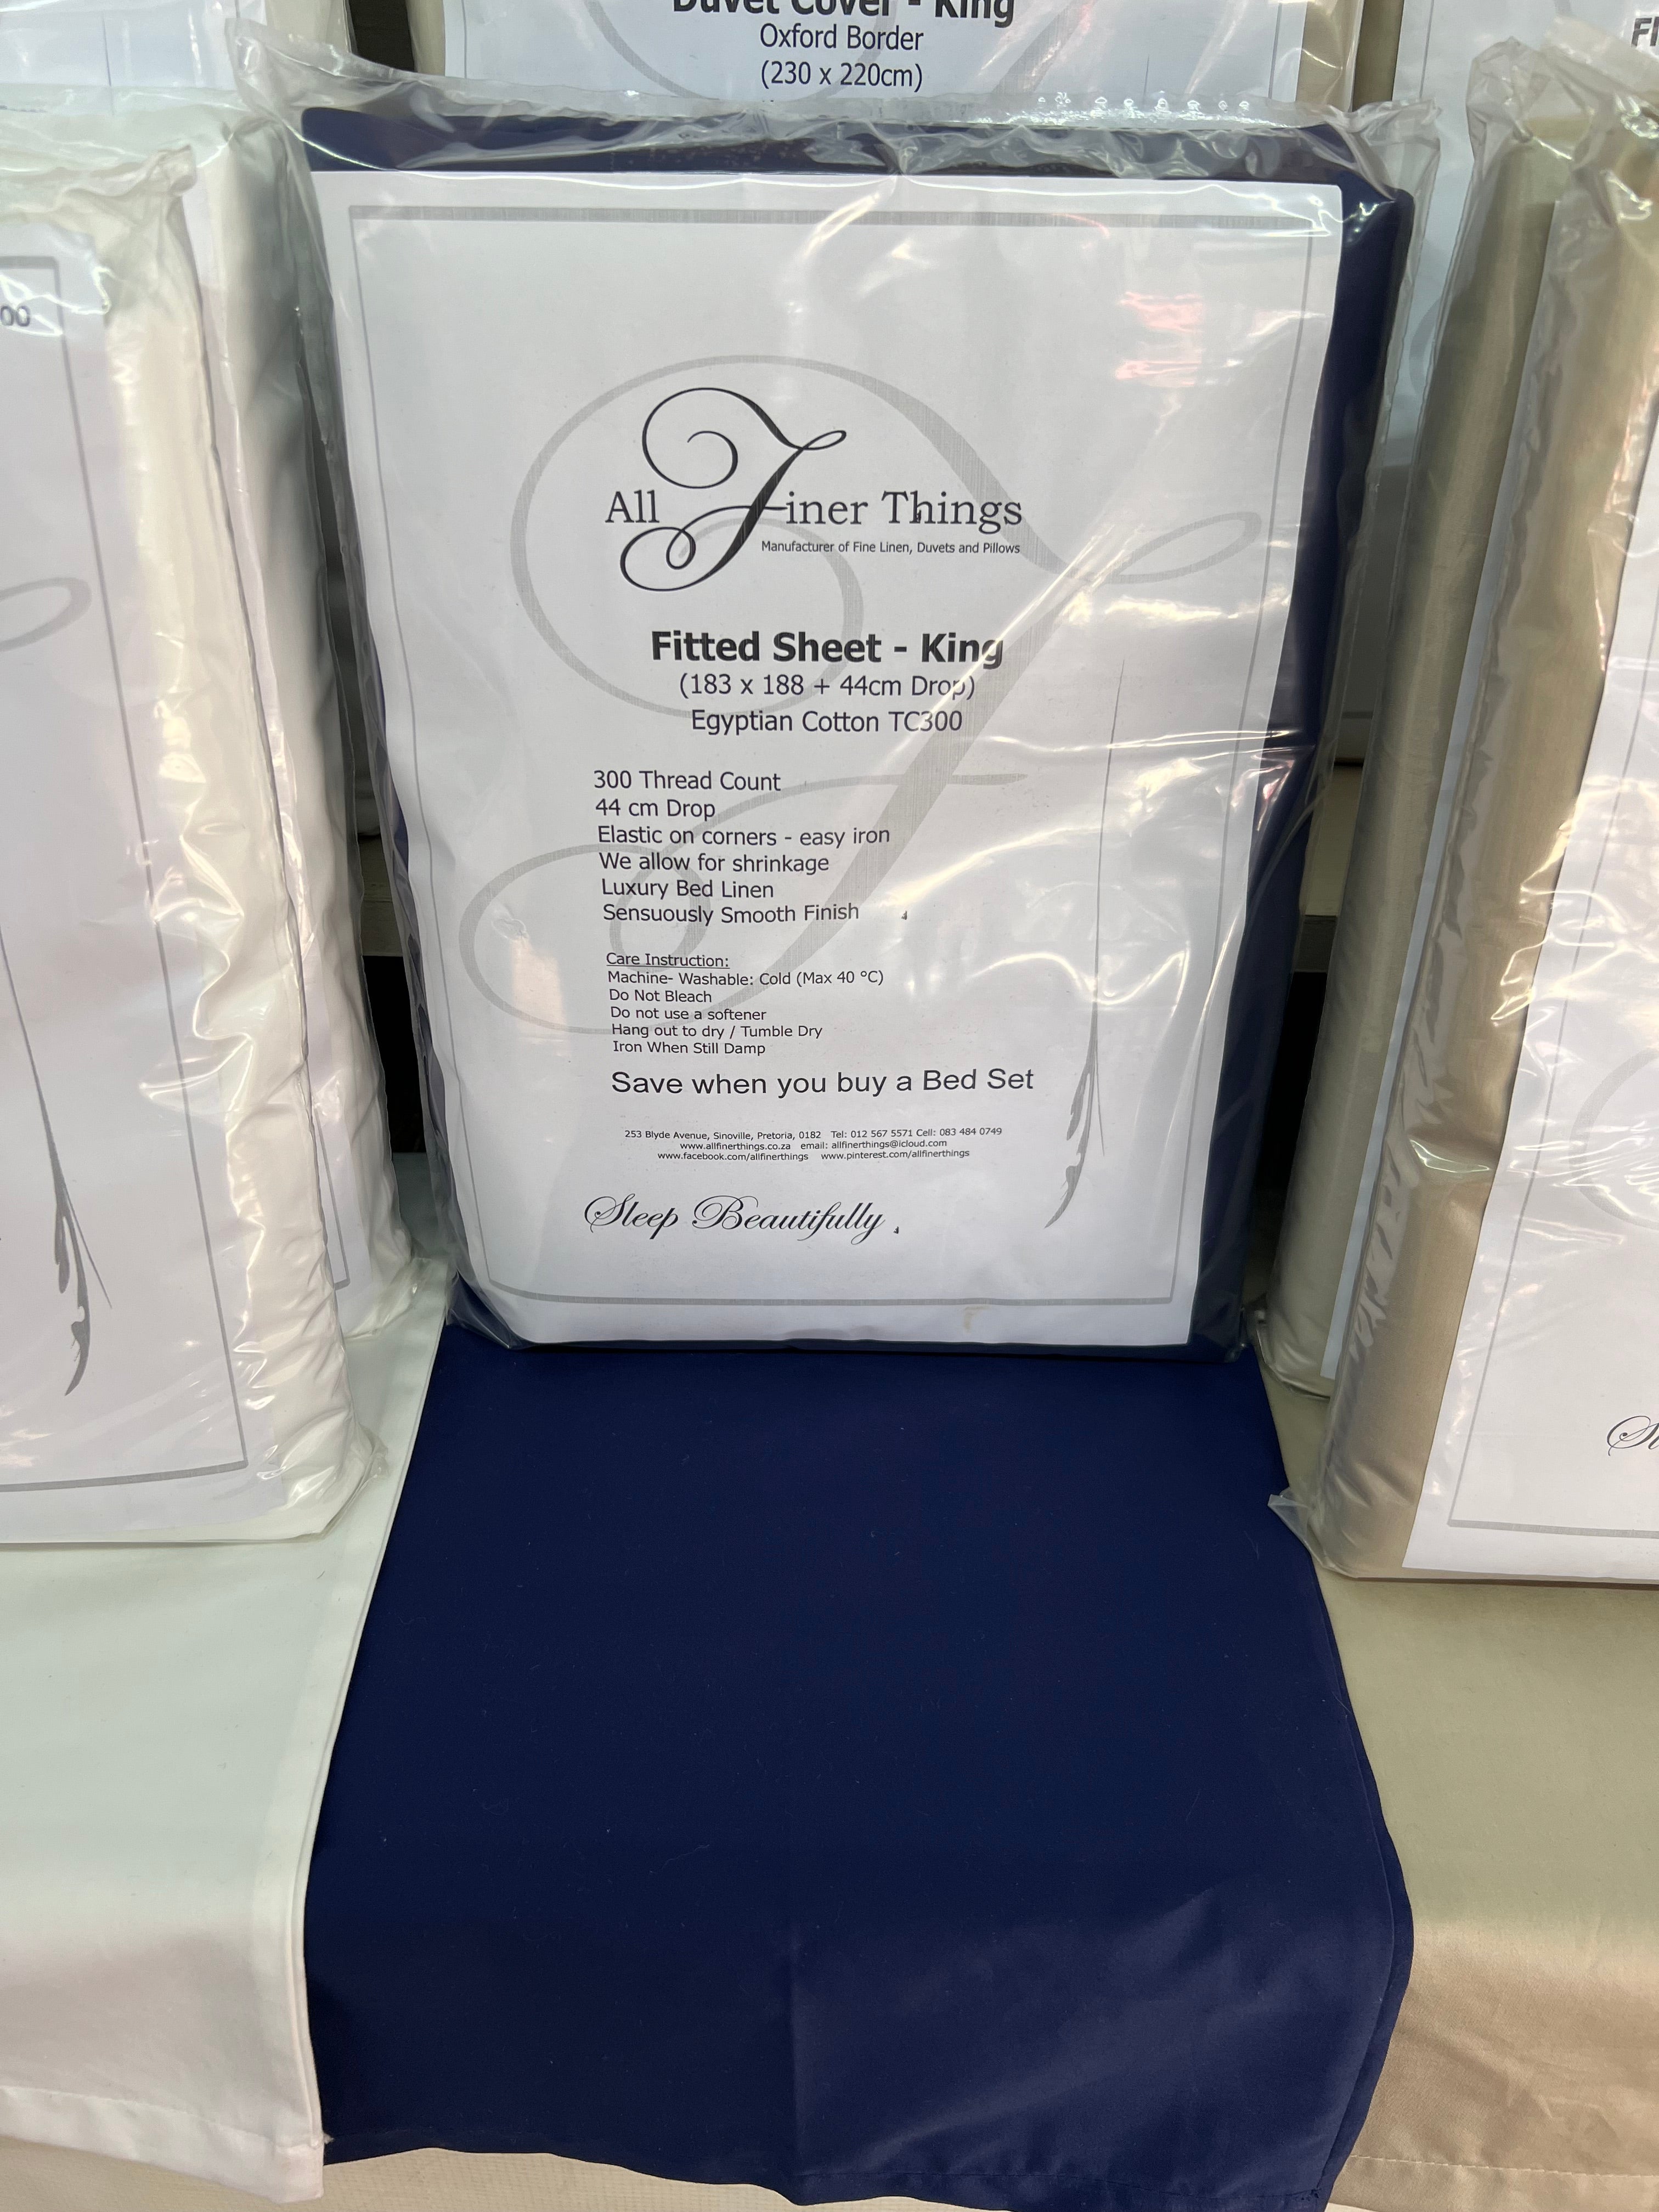 Duvet Cover - King
Oxford Border
(230 x 220cm)
00
All Finer Things
Manufacturer of Fine Linen, Duvets and Pillows
Fitted Sheet - King
(183 x 188 + 44cm Drop)
Egyptian Cotton TC300
300 Thread Count
44 cm Drop
Elastic on corners - easy iron
We allow for shrinkage
Luxury Bed Linen
Sensuously Smooth Finish
Care Instruction:
Machine- Washable: Cold (Max 40 °C)
Do Not Bleach
Do not use a softener
Hang out to dry / Tumble Dry
Iron When Still Damp
Save when you buy a Bed Set
253 Blyde Avenue, Sinoville, Pretoria, 0182 Tel: 012 567 5571 Cell: 083 484 0749
www.allfinerthings.co.za email: allfinerthings@icloud.com
www.facebook.com/allfinerthings www.pinterest.com/allfinerthings
Sleep Beautifully